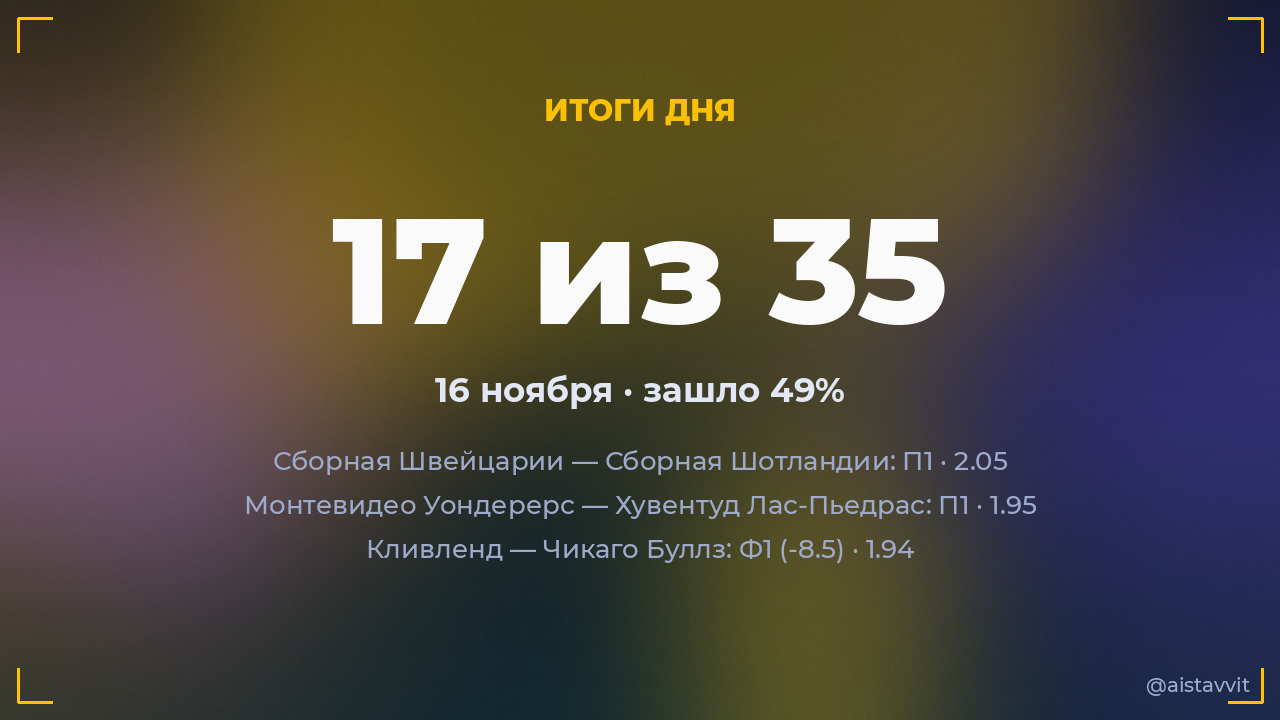 ИТОГИ ДНЯ
17 из 35
16 ноября · зашло 49%
Сборная Швейцарии — Сборная Шотландии: П1 · 2.05
Монтевидео Уондерерс — Хувентуд Лас-Пьедрас: П1 · 1.95
Кливленд — Чикаго Буллз: Ф1 (-8.5) · 1.94
@aistavvit